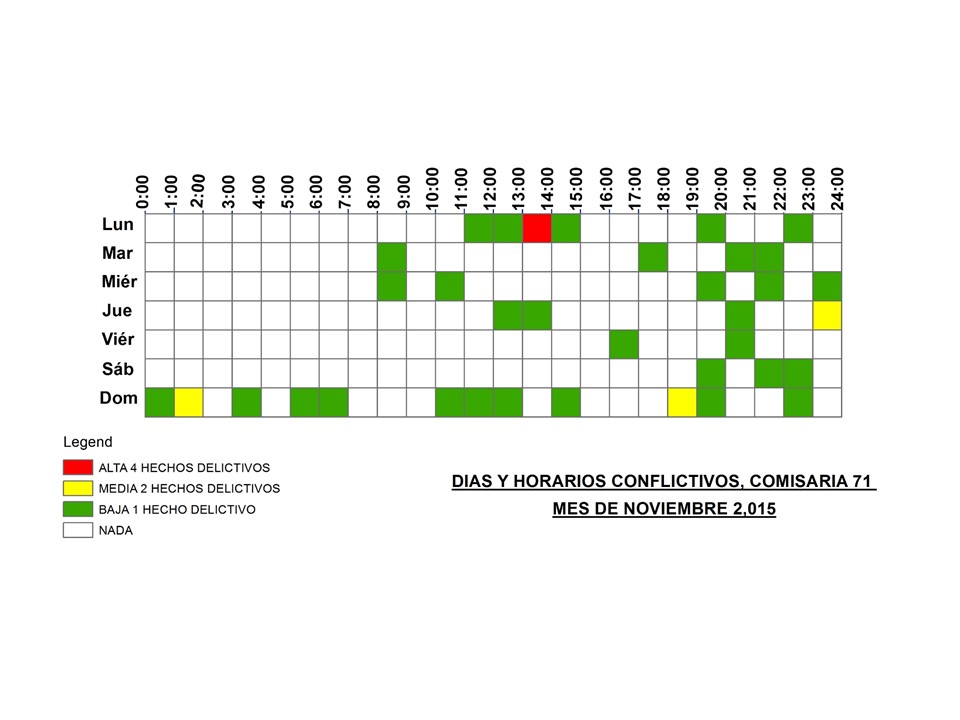 0:00 1:00 2:00 3:00 4:00 5:00 6:00 7:00 8:00 9:00 10:00 11:00 12:00 13:00 14:00 15:00 16:00 17:00 18:00 19:00 20:00 21:00 22:00 23:00 24:00
Lun
Mar
Miér
Jue
Viér
Sáb
Dom
Legend
ALTA 4 HECHOS DELICTIVOS
MEDIA 2 HECHOS DELICTIVOS
BAJA 1 HECHO DELICTIVO
NADA
DIAS Y HORARIOS CONFLICTIVOS, COMISARIA 71
MES DE NOVIEMBRE 2,015